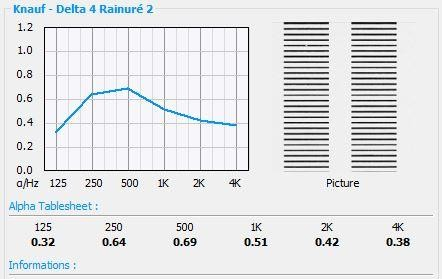 Knauf - Delta 4 Rainuré 2
1.2
1.0
0.8
0.6
0.4
0.2
0.0
α/Hz 125 250 500 1K 2K 4K
Picture
Alpha Tablesheet :
125 250 500 1K 2K 4K
0.32 0.64 0.69 0.51 0.42 0.38
Informations :